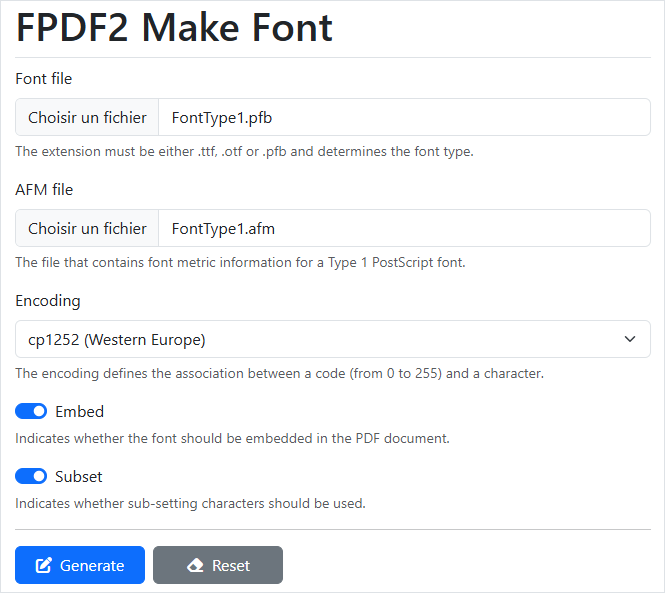 FPDF2 Make Font
Font file
Choisir un fichier FontType1.pfb
The extension must be either .ttf, .otf or .pfb and determines the font type.
AFM file
Choisir un fichier FontType1.afm
The file that contains font metric information for a Type 1 PostScript font.
Encoding
cp1252 (Western Europe)
The encoding defines the association between a code (from 0 to 255) and a character.
Embed
Indicates whether the font should be embedded in the PDF document.
Subset
Indicates whether sub-setting characters should be used.
Generate Reset